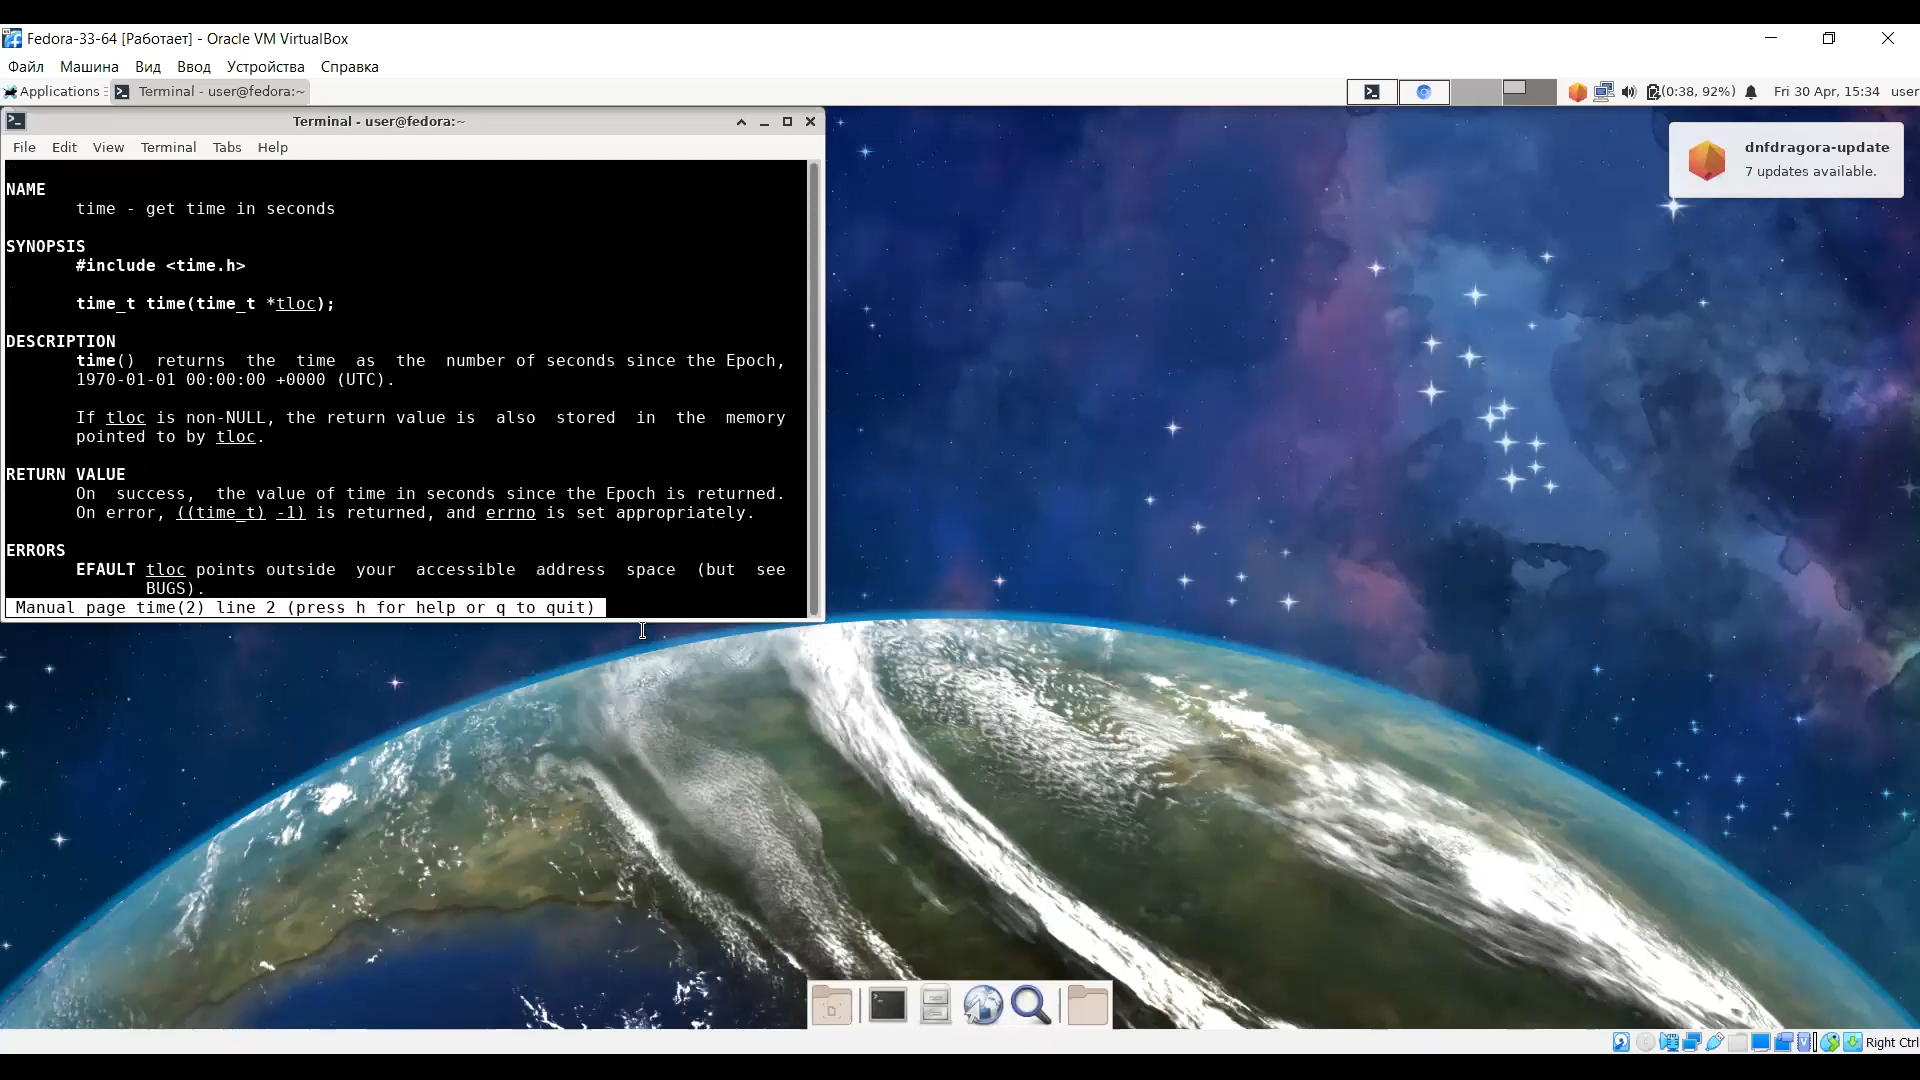 Fedora-33-64 [Работает] - Oracle VM VirtualBox
Файл Машина Вид Ввод Устройства Справка
Applications Terminal - user@fedora:~ (0:38, 92%) Fri 30 Apr, 15:34 user
Terminal - user@fedora:~
File Edit View Terminal Tabs Help
NAME
time - get time in seconds
SYNOPSIS
#include <time.h>
time_t time(time_t *tloc);
DESCRIPTION
time() returns the time as the number of seconds since the Epoch,
1970-01-01 00:00:00 +0000 (UTC).
If tloc is non-NULL, the return value is also stored in the memory
pointed to by tloc.
RETURN VALUE
On success, the value of time in seconds since the Epoch is returned.
On error, ((time_t) -1) is returned, and errno is set appropriately.
ERRORS
EFAULT tloc points outside your accessible address space (but see
BUGS).
Manual page time(2) line 2 (press h for help or q to quit)
dnfdragora-update
7 updates available.
Right Ctrl